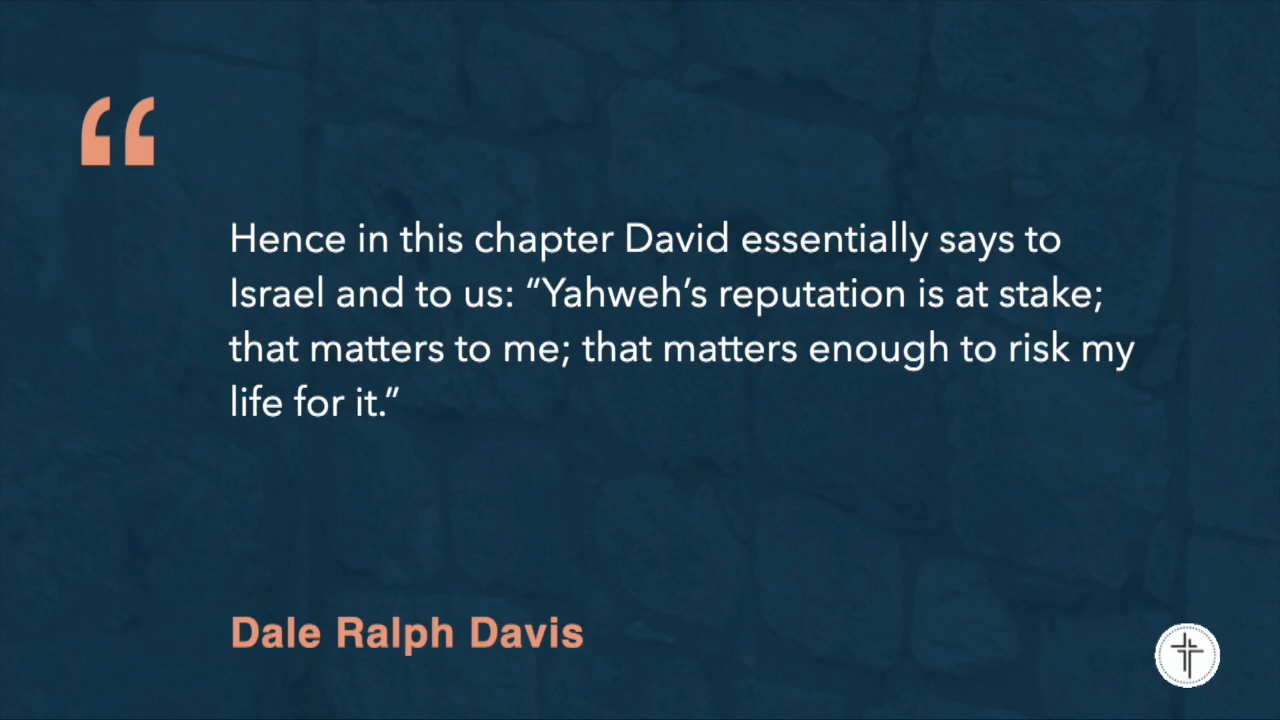 “
Hence in this chapter David essentially says to
Israel and to us: “Yahweh’s reputation is at stake;
that matters to me; that matters enough to risk my
life for it.”
Dale Ralph Davis